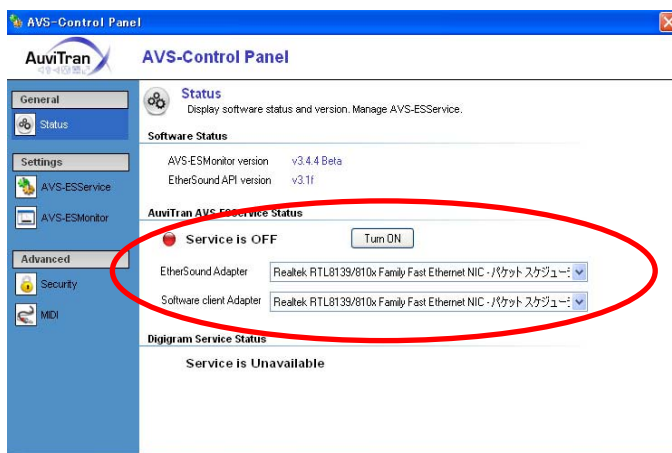 AVS-Control Panel
AuviTran
AVS-Control Panel
General
Status
Settings
AVS-ESService
AVS-ESMonitor
Advanced
Security
MIDI
Status
Display software status and version. Manage AVS-ESService.
Software Status
AVS-ESMonitor version v3.4.4 Beta
EtherSound API version v3.1f
AuviTran AVS-ESService Status
Service is OFF Turn ON
EtherSound Adapter Realtek RTL8139/810x Family Fast Ethernet NIC - パケット スケジュー
Software client Adapter Realtek RTL8139/810x Family Fast Ethernet NIC - パケット スケジュー
Digigram Service Status
Service is Unavailable